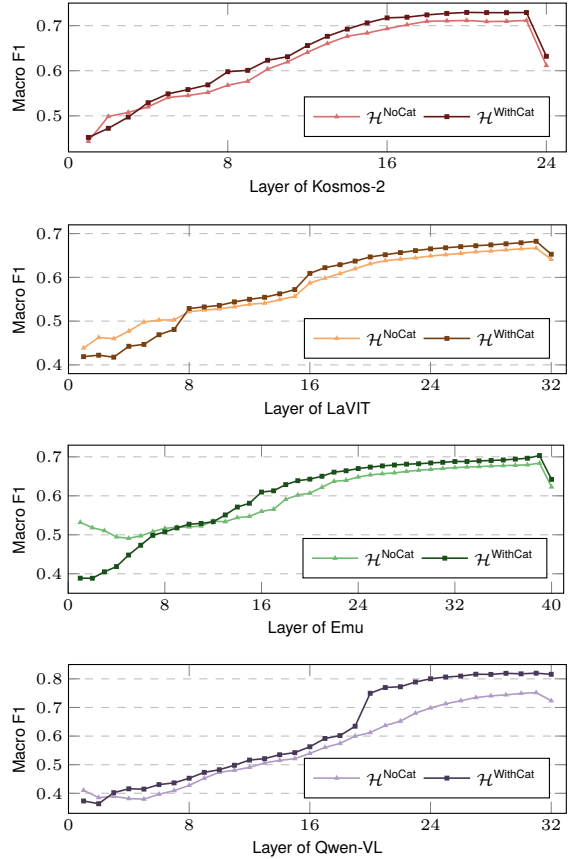 0.7
0.6
0.5
Macro F1
ℋNoCat ℋWithCat
0 8 16 24
Layer of Kosmos-2
0.7
0.6
0.5
0.4
Macro F1
ℋNoCat ℋWithCat
0 8 16 24 32
Layer of LaVIT
0.7
0.6
0.5
0.4
Macro F1
ℋNoCat ℋWithCat
0 8 16 24 32 40
Layer of Emu
0.8
0.7
0.6
0.5
0.4
Macro F1
ℋNoCat ℋWithCat
0 8 16 24 32
Layer of Qwen-VL